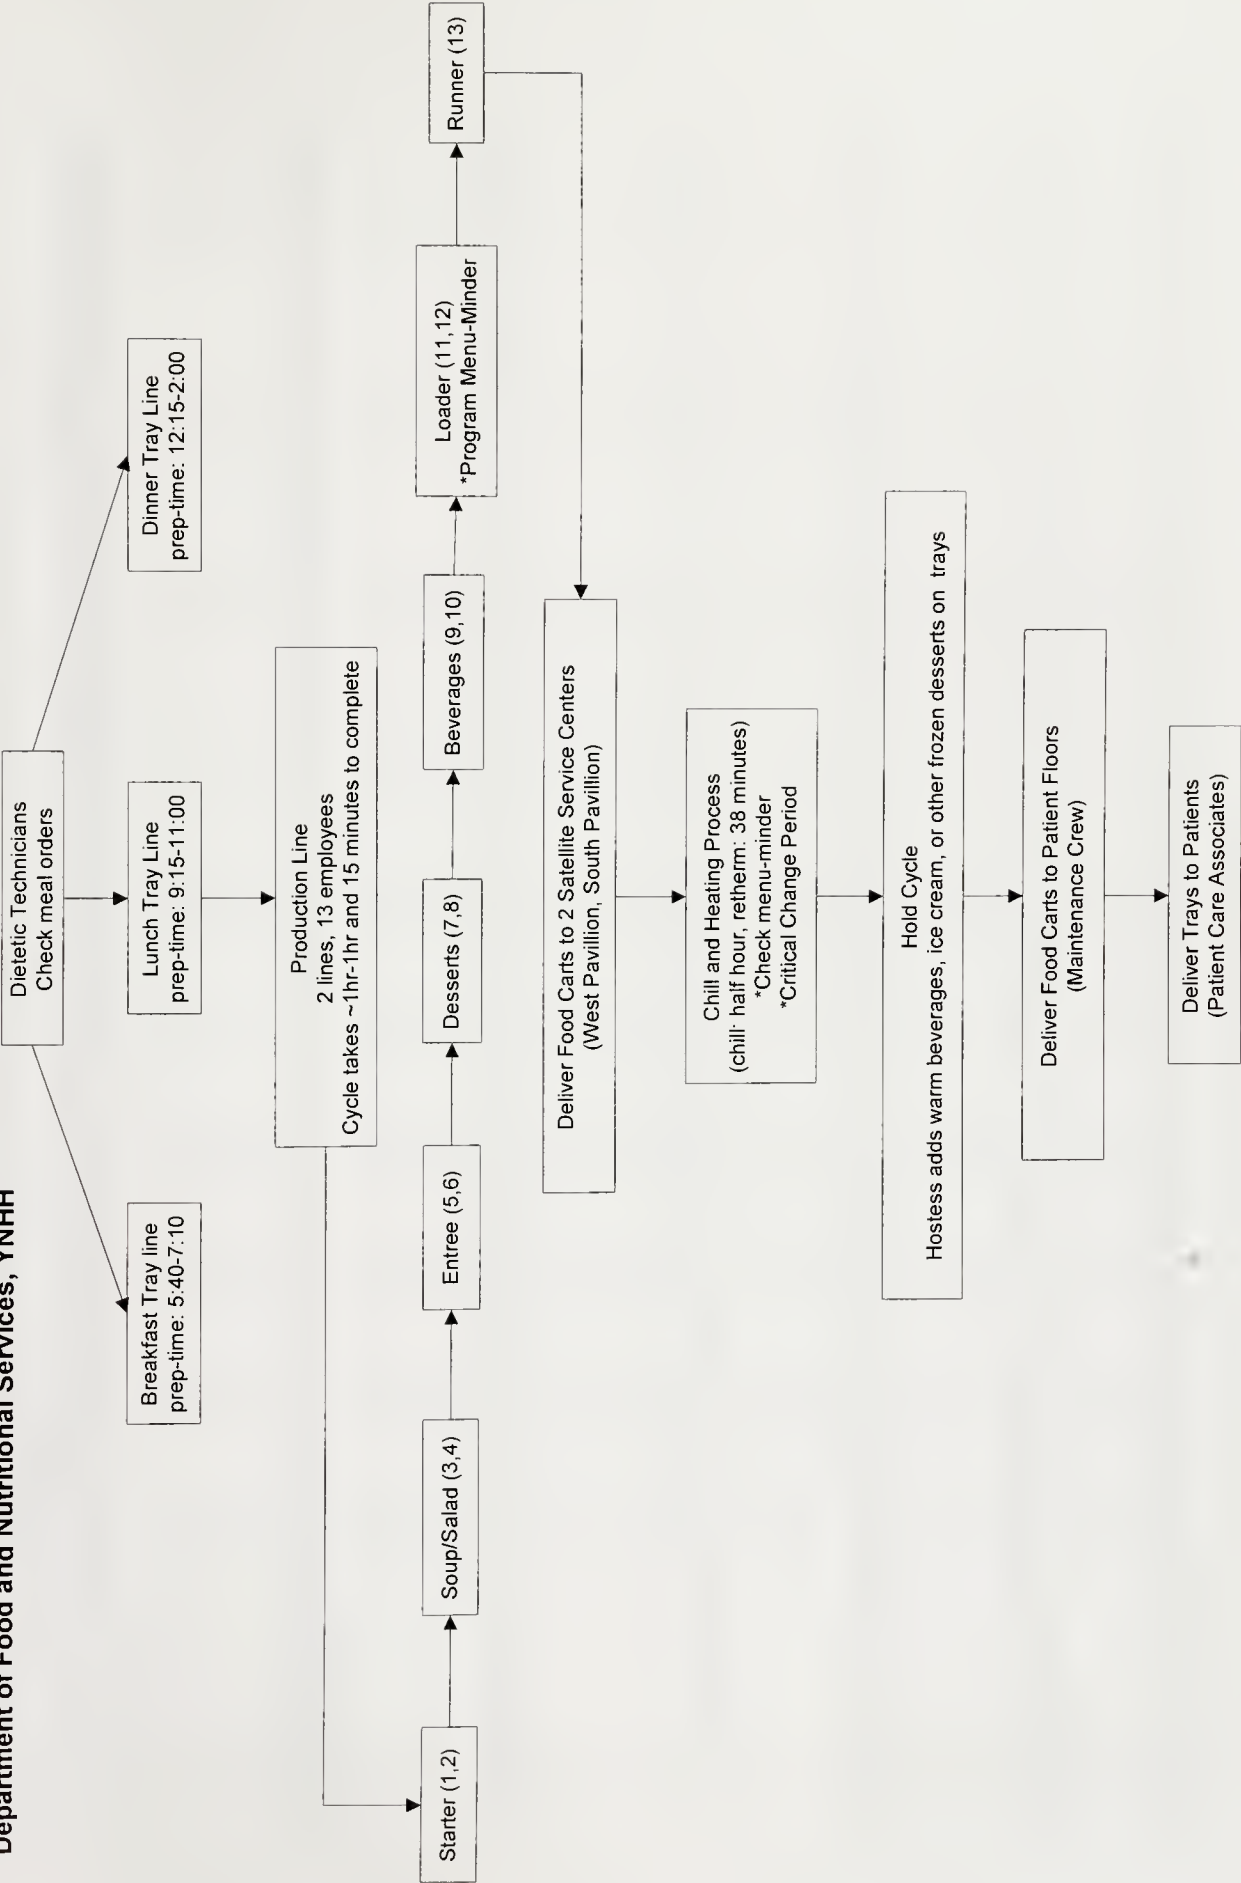 Department of Food and Nutritional Services, YNHH
Dietetic Technicians
Check meal orders
Breakfast Tray line
prep-time: 5:40-7:10
Lunch Tray Line
prep-time: 9:15-11:00
Dinner Tray Line
prep-time: 12:15-2:00
Production Line
2 lines, 13 employees
Cycle takes ~1hr-1hr and 15 minutes to complete
Starter (1,2)
Soup/Salad (3,4)
Entree (5,6)
Desserts (7,8)
Beverages (9,10)
Loader (11,12)
*Program Menu-Minder
Runner (13)
Deliver Food Carts to 2 Satellite Service Centers
(West Pavillion, South Pavillion)
Chill and Heating Process
(chill: half hour, retherm: 38 minutes)
*Check menu-minder
*Critical Change Period
Hold Cycle
Hostess adds warm beverages, ice cream, or other frozen desserts on trays
Deliver Food Carts to Patient Floors
(Maintenance Crew)
Deliver Trays to Patients
(Patient Care Associates)